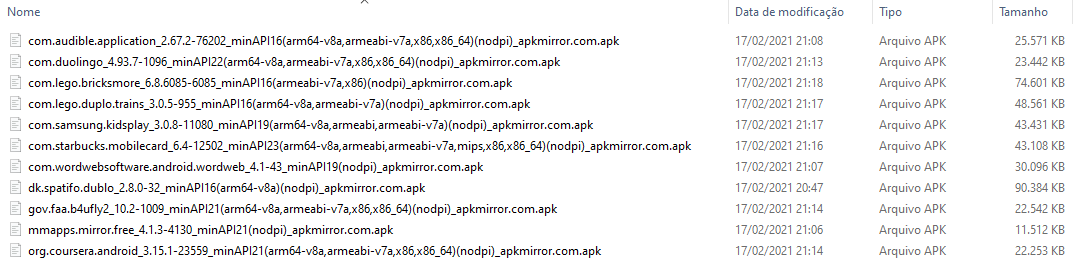 Nome Data de modificação Tipo Tamanho
com.audible.application_2.67.2-76202_minAPI16(arm64-v8a,armeabi-v7a,x86,x86_64)(nodpi)_apkmirror.com.apk 17/02/2021 21:08 Arquivo APK 25.571 KB
com.duolingo_4.93.7-1096_minAPI22(arm64-v8a,armeabi-v7a,x86,x86_64)(nodpi)_apkmirror.com.apk 17/02/2021 21:13 Arquivo APK 23.442 KB
com.lego.bricksmore_6.8.6085-6085_minAPI16(armeabi-v7a,x86)(nodpi)_apkmirror.com.apk 17/02/2021 21:18 Arquivo APK 74.601 KB
com.lego.duplo.trains_3.0.5-955_minAPI16(arm64-v8a,armeabi-v7a)(nodpi)_apkmirror.com.apk 17/02/2021 21:17 Arquivo APK 48.561 KB
com.samsung.kidsplay_3.0.8-11080_minAPI19(arm64-v8a,armeabi,armeabi-v7a)(nodpi)_apkmirror.com.apk 17/02/2021 21:17 Arquivo APK 43.431 KB
com.starbucks.mobilecard_6.4-12502_minAPI23(arm64-v8a,armeabi,armeabi-v7a,mips,x86,x86_64)(nodpi)_apkmirror.com.apk 17/02/2021 21:16 Arquivo APK 43.108 KB
com.wordwebsoftware.android.wordweb_4.1-43_minAPI19(nodpi)_apkmirror.com.apk 17/02/2021 21:07 Arquivo APK 30.096 KB
dk.spatifo.dublo_2.8.0-32_minAPI16(arm64-v8a)(nodpi)_apkmirror.com.apk 17/02/2021 20:47 Arquivo APK 90.384 KB
gov.faa.b4ufly2_10.2-1009_minAPI21(arm64-v8a,armeabi-v7a,x86,x86_64)(nodpi)_apkmirror.com.apk 17/02/2021 21:14 Arquivo APK 22.542 KB
mmapps.mirror.free_4.1.3-4130_minAPI21(nodpi)_apkmirror.com.apk 17/02/2021 21:06 Arquivo APK 11.512 KB
org.coursera.android_3.15.1-23559_minAPI21(arm64-v8a,armeabi-v7a,x86,x86_64)(nodpi)_apkmirror.com.apk 17/02/2021 21:14 Arquivo APK 22.253 KB